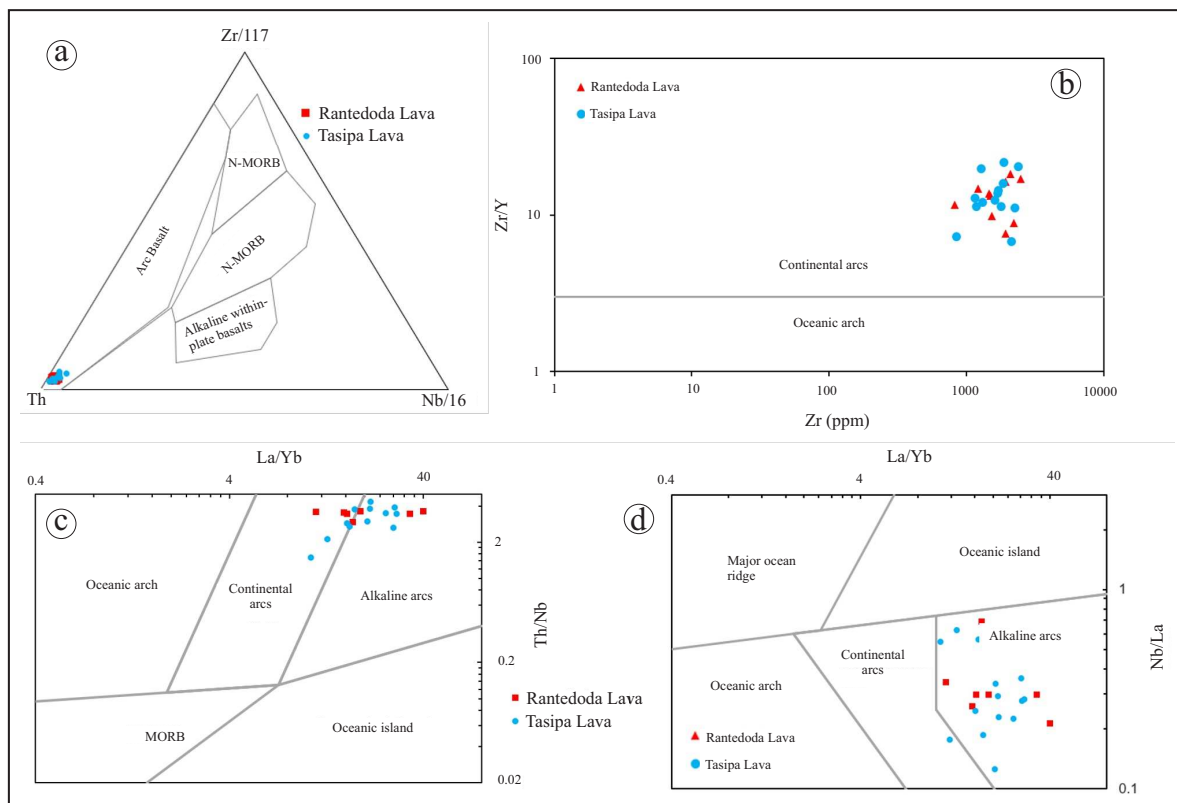 a
Zr/117
Rantedoda Lava
Tasipa Lava
N-MORB
Arc Basalt
N-MORB
Alkaline within-
plate basalts
Th
Nb/16
b
100
Rantedoda Lava
Tasipa Lava
Zr/Y
10
Continental arcs
Oceanic arch
1
1
10
100
1000
10000
Zr (ppm)
c
La/Yb
0.4
4
40
Oceanic arch
Continental
arcs
Alkaline arcs
2
Th/Nb
0.2
MORB
Oceanic island
0.02
Rantedoda Lava
Tasipa Lava
d
La/Yb
0.4
4
40
Major ocean
ridge
Oceanic island
1
Continental
arcs
Alkaline arcs
Nb/La
Oceanic arch
Rantedoda Lava
Tasipa Lava
0.1